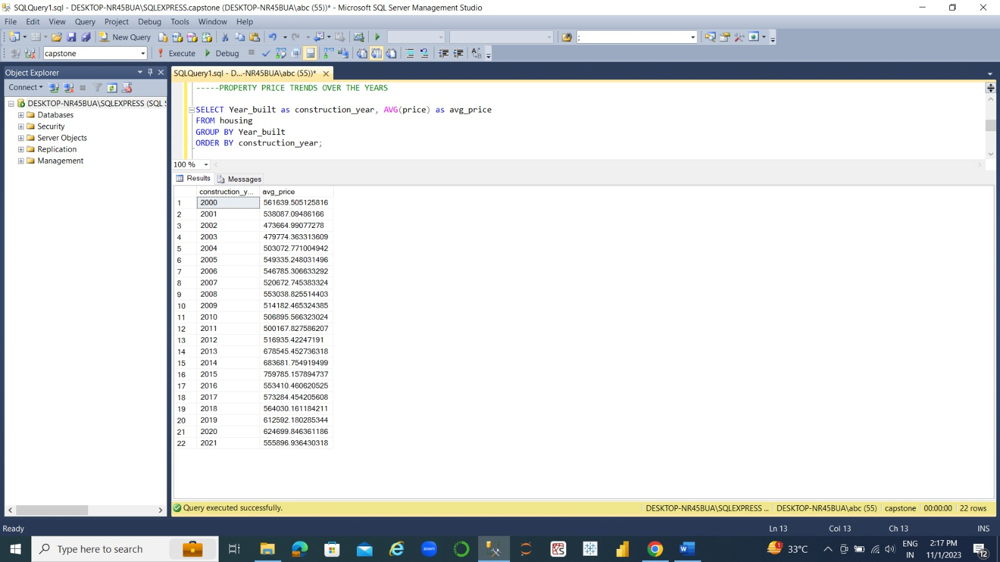 SQLQuery1.sql - DESKTOP-NR45BUA\SQLEXPRESS.capstone (DESKTOP-NR45BUA\abc (55))* - Microsoft SQL Server Management Studio
File Edit View Query Project Debug Tools Window Help
New Query ;
capstone Execute Debug
Object Explorer
Connect
DESKTOP-NR45BUA\SQLEXPRESS (SQL S
Databases
Security
Server Objects
Replication
Management
SQLQuery1.sql - D...-NR45BUA\abc (55))*
-----PROPERTY PRICE TRENDS OVER THE YEARS
SELECT Year_built as construction_year, AVG(price) as avg_price
FROM housing
GROUP BY Year_built
ORDER BY construction_year;
100 %
Results Messages
construction_y... avg_price
1 2000 561639.505125816
2 2001 538087.09486166
3 2002 473664.99077278
4 2003 479774.363313609
5 2004 503072.771004942
6 2005 549335.248031496
7 2006 546785.306633292
8 2007 520672.745383324
9 2008 553038.825514403
10 2009 514182.465324385
11 2010 506895.566323024
12 2011 500167.827586207
13 2012 516935.42247191
14 2013 678545.452736318
15 2014 683681.754919499
16 2015 759785.157894737
17 2016 553410.460620525
18 2017 573284.454205608
19 2018 564030.161184211
20 2019 612592.180285344
21 2020 624699.846361186
22 2021 555896.936430318
Query executed successfully. DESKTOP-NR45BUA\SQLEXPRESS ... DESKTOP-NR45BUA\abc (55) capstone 00:00:00 22 rows
Ready Ln 13 Col 13 Ch 13 INS
Type here to search zoom 33°C ENG IN 2:17 PM 11/1/2023 12